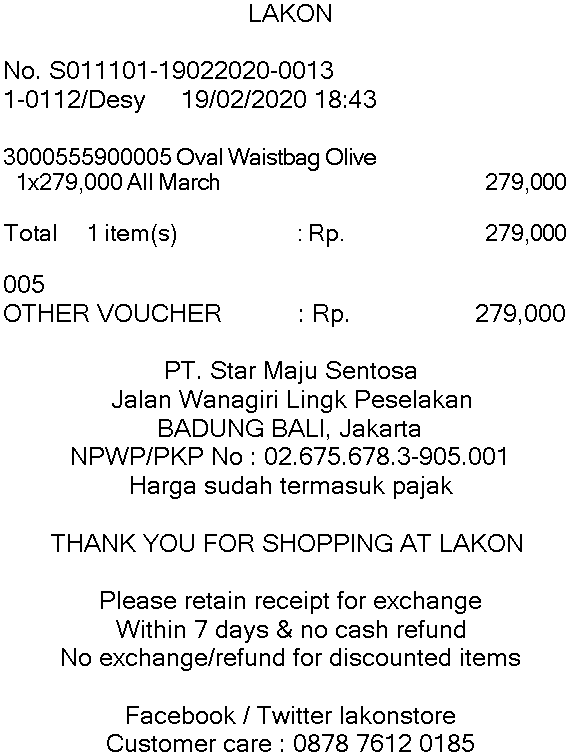 LAKON
No. S011101-19022020-0013
1-0112/Desy 19/02/2020 18:43
3000555900005 Oval Waistbag Olive
1x279,000 All March 279,000
Total 1 item(s) : Rp. 279,000
005
OTHER VOUCHER : Rp. 279,000
PT. Star Maju Sentosa
Jalan Wanagiri Lingk Peselakan
BADUNG BALI, Jakarta
NPWP/PKP No : 02.675.678.3-905.001
Harga sudah termasuk pajak
THANK YOU FOR SHOPPING AT LAKON
Please retain receipt for exchange
Within 7 days & no cash refund
No exchange/refund for discounted items
Facebook / Twitter lakonstore
Customer care : 0878 7612 0185